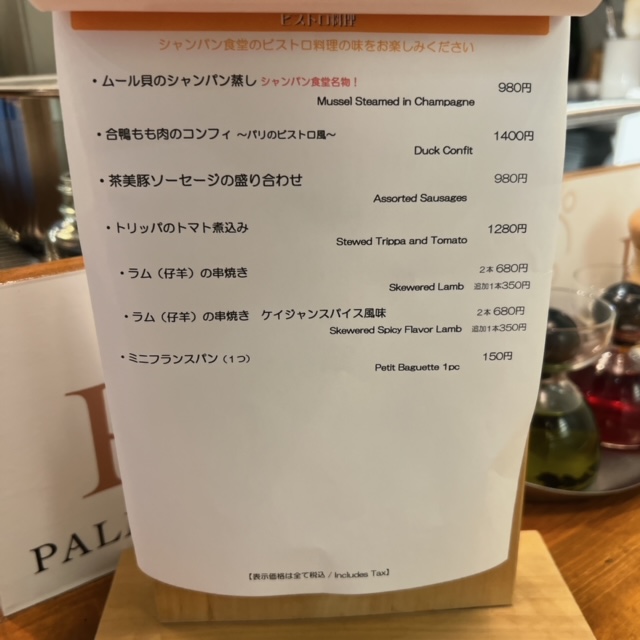 ビストロ料理
シャンパン食堂のビストロ料理の味をお楽しみください
・ムール貝のシャンパン蒸し シャンパン食堂名物！ 980円
Mussel Steamed in Champagne
・合鴨もも肉のコンフィ ～パリのビストロ風～ 1400円
Duck Confit
・茶美豚ソーセージの盛り合わせ 980円
Assorted Sausages
・トリッパのトマト煮込み 1280円
Stewed Trippa and Tomato
・ラム（仔羊）の串焼き 2本 680円
Skewered Lamb 追加1本350円
・ラム（仔羊）の串焼き ケイジャンスパイス風味 2本 680円
Skewered Spicy Flavor Lamb 追加1本350円
・ミニフランスパン（1つ） 150円
Petit Baguette 1pc
【表示価格は全て税込 / Includes Tax】